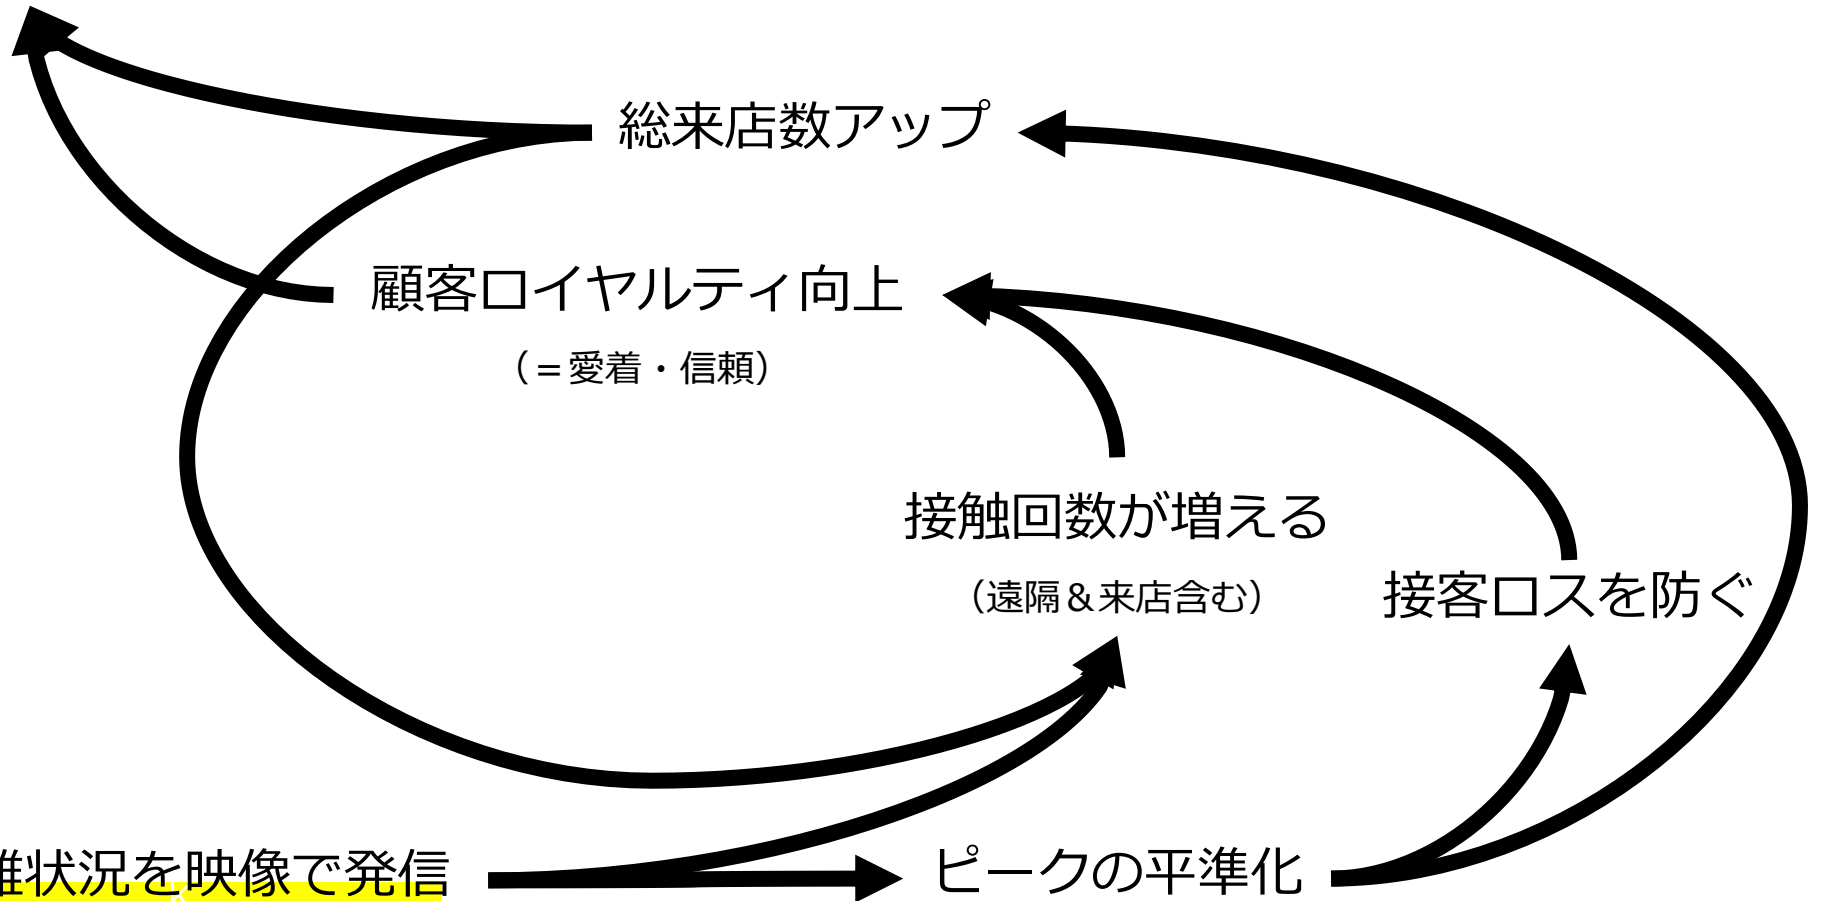 総来店数アップ
顧客ロイヤルティ向上
（＝愛着・信頼）
接触回数が増える
（遠隔＆来店含む）
接客ロスを防ぐ
状況を映像で発信
ピークの平準化